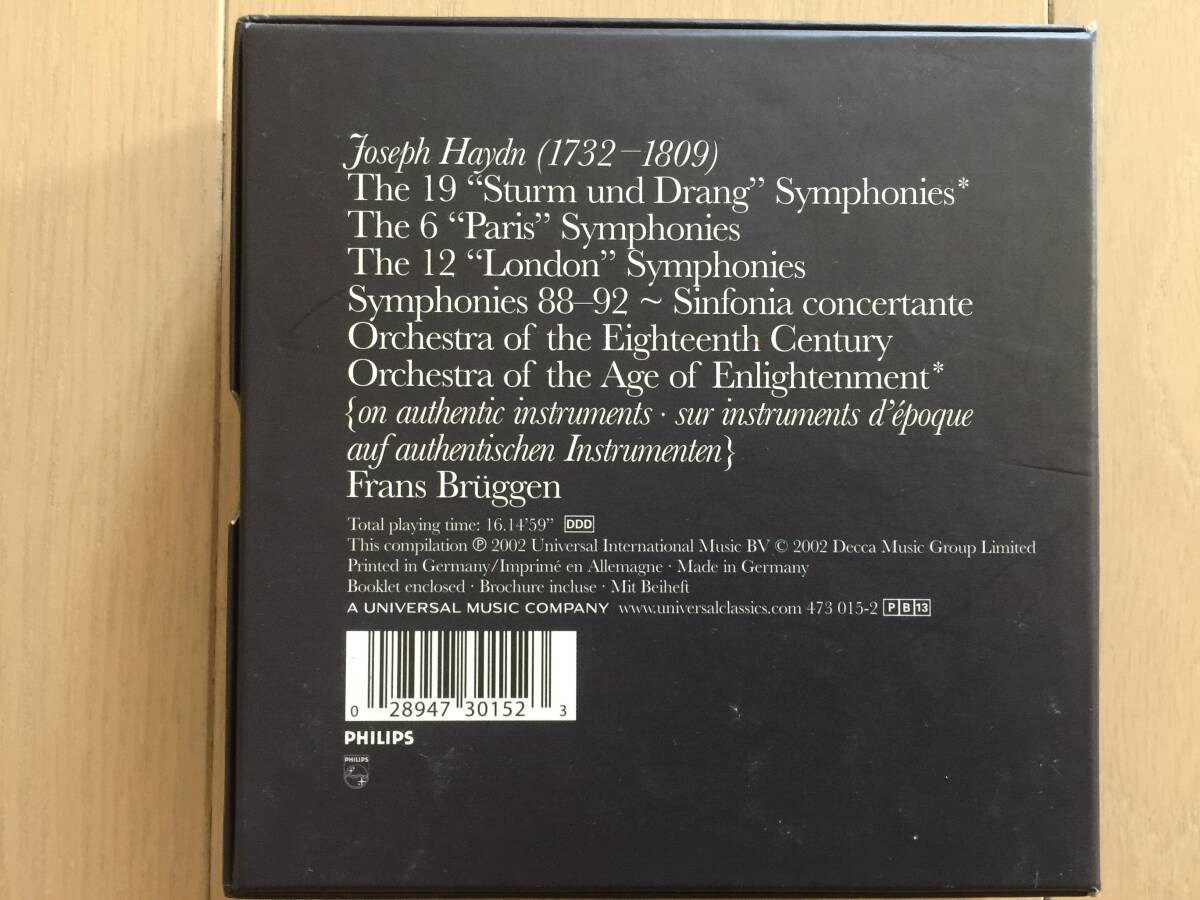 Joseph Haydn (1732–1809)
The 19 “Sturm und Drang” Symphonies*
The 6 “Paris” Symphonies
The 12 “London” Symphonies
Symphonies 88–92 ~ Sinfonia concertante
Orchestra of the Eighteenth Century
Orchestra of the Age of Enlightenment*
{on authentic instruments · sur instruments d’époque
auf authentischen Instrumenten}
Frans Brüggen
Total playing time: 16.14’59” DDD
This compilation ℗ 2002 Universal International Music BV © 2002 Decca Music Group Limited
Printed in Germany/Imprimé en Allemagne · Made in Germany
Booklet enclosed · Brochure incluse · Mit Beiheft
A UNIVERSAL MUSIC COMPANY www.universalclassics.com 473 015-2 P B 13
0 28947 30152 3
PHILIPS
PHILIPS